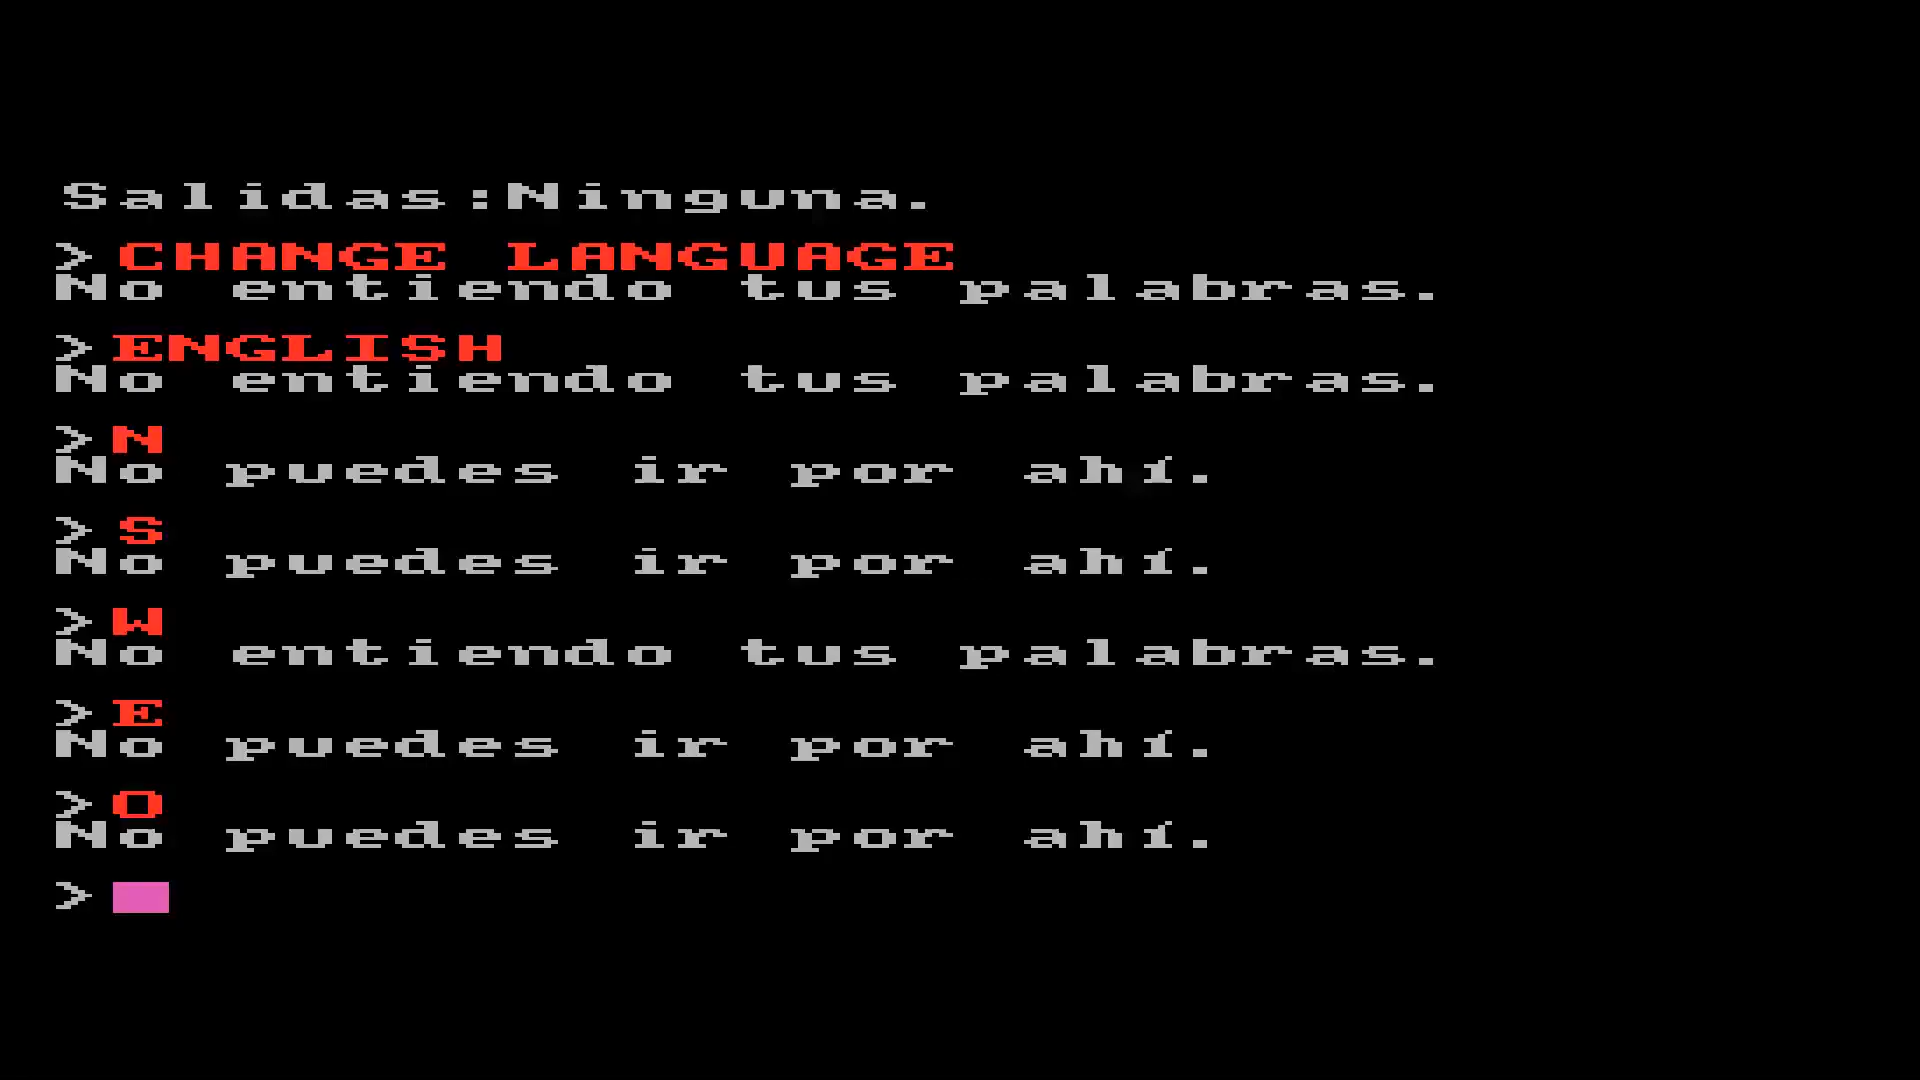 Salidas:Ninguna.
>CHANGE LANGUAGE
No entiendo tus palabras.
>ENGLISH
No entiendo tus palabras.
>N
No puedes ir por ahí.
>S
No puedes ir por ahí.
>W
No entiendo tus palabras.
>E
No puedes ir por ahí.
>O
No puedes ir por ahí.
>